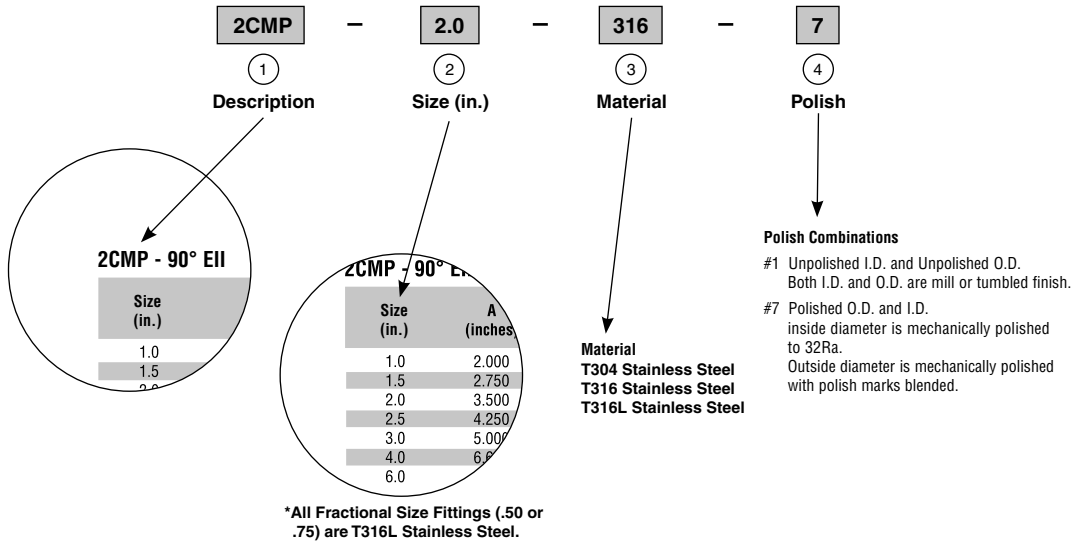 2CMP – 2.0 – 316 – 7
1 2 3 4
Description Size (in.) Material Polish
2CMP - 90° Ell
Size
(in.)
1.0
1.5
2CMP - 90°
Size A
(in.) (inches)
1.0 2.000
1.5 2.750
2.0 3.500
2.5 4.250
3.0 5.000
4.0
6.0
*All Fractional Size Fittings (.50 or
.75) are T316L Stainless Steel.
Material
T304 Stainless Steel
T316 Stainless Steel
T316L Stainless Steel
Polish Combinations
#1 Unpolished I.D. and Unpolished O.D.
Both I.D. and O.D. are mill or tumbled finish.
#7 Polished O.D. and I.D.
inside diameter is mechanically polished
to 32Ra.
Outside diameter is mechanically polished
with polish marks blended.